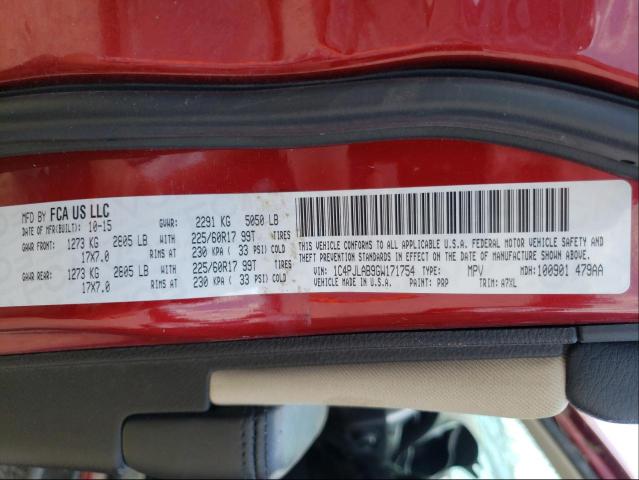 MFD BY FCA US LLC
DATE OF MFR(BUILT): 10-15 GVWR: 2291 KG 5050 LB
GAWR FRONT: 1273 KG 2805 LB WITH 225/60R17 99T TIRES
17X7.0 RIMS AT 230 KPA ( 33 PSI) COLD
GAWR REAR: 1273 KG 2805 LB WITH 225/60R17 99T TIRES
17X7.0 RIMS AT 230 KPA ( 33 PSI) COLD
THIS VEHICLE CONFORMS TO ALL APPLICABLE U.S.A. FEDERAL MOTOR VEHICLE SAFETY AND
THEFT PREVENTION STANDARDS IN EFFECT ON THE DATE OF MANUFACTURE SHOWN ABOVE.
VIN: 1C4PJLAB9GW171754 TYPE: MPV MDH: 100901 479AA
VEHICLE MADE IN U.S.A. PAINT: PRP TRIM: A7XL